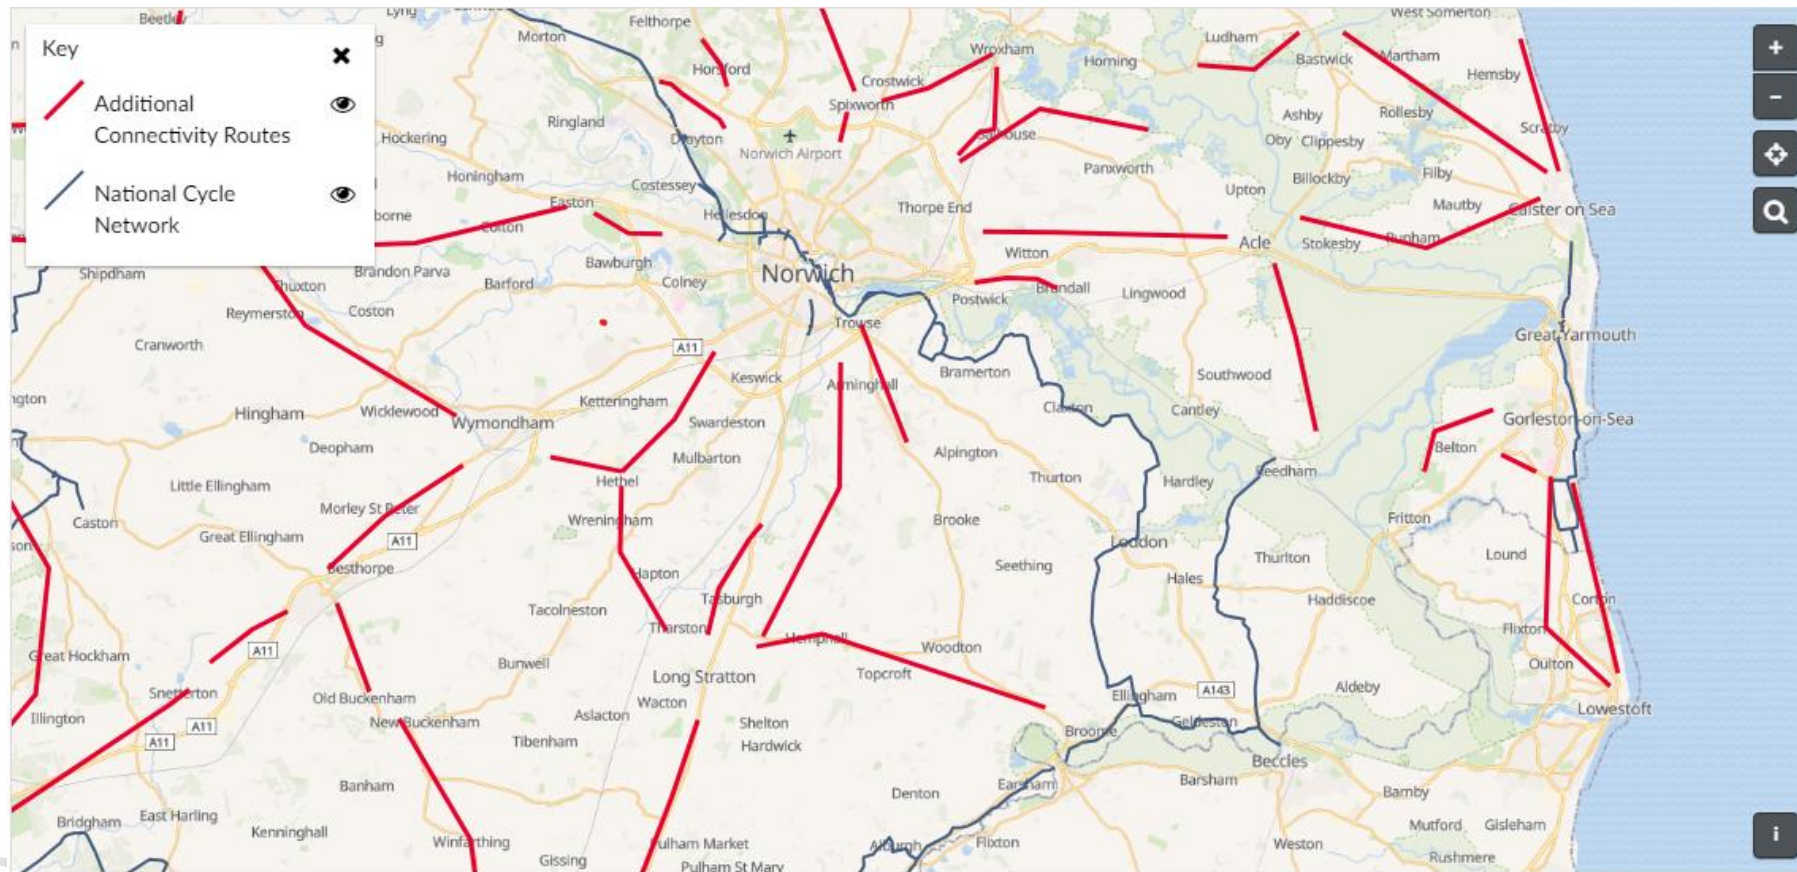 Key
Additional
Connectivity Routes
National Cycle
Network
Beetley
Lyng
Morton
Felthorpe
Horsford
Crostwick
Spixworth
Wroxham
Horning
Ludham
Bastwick
West Somerton
Martham
Hemsby
Hockering
Ringland
Drayton
Norwich Airport
Salhouse
Ashby
Rollesby
Scratby
Oby
Clippesby
Honingham
Costessey
Panxworth
Upton
Billockby
Filby
Easton
Hellesdon
Thorpe End
Mautby
Caister on Sea
borne
Colton
Acle
Stokesby
Runham
Shipdham
Brandon Parva
Bawburgh
Norwich
Witton
Thuxton
Barford
Colney
Postwick
Brundall
Lingwood
Reymerston
Coston
Trowse
Great Yarmouth
Cranworth
A11
Keswick
Arminghall
Bramerton
Southwood
Hingham
Wicklewood
Wymondham
Ketteringham
Swardeston
Claxton
Cantley
Gorleston-on-Sea
Deopham
Mulbarton
Alpington
Belton
Little Ellingham
Hethel
Thurton
Hardley
Reedham
Caston
Morley St Peter
Wreningham
Brooke
Fritton
Great Ellingham
A11
Loddon
Lound
Besthorpe
Hapton
Seething
Hales
Thurlton
Tacolneston
Tasburgh
Haddiscoe
Corton
Tharston
Hempnall
Flixton
Great Hockham
A11
Bunwell
Woodton
Oulton
Snetterton
Old Buckenham
Long Stratton
Topcroft
Ellingham
A143
Aldeby
Illington
A11
New Buckenham
Aslacton
Wacton
Shelton
Geldeston
Lowestoft
A11
Tibenham
Hardwick
Broome
Beccles
Banham
Denton
Earsham
Barsham
Barnby
Bridgham
East Harling
Kenninghall
Winfarthing
Gissing
Pulham Market
Pulham St Mary
Alburgh
Flixton
Weston
Mutford
Gisleham
Rushmere